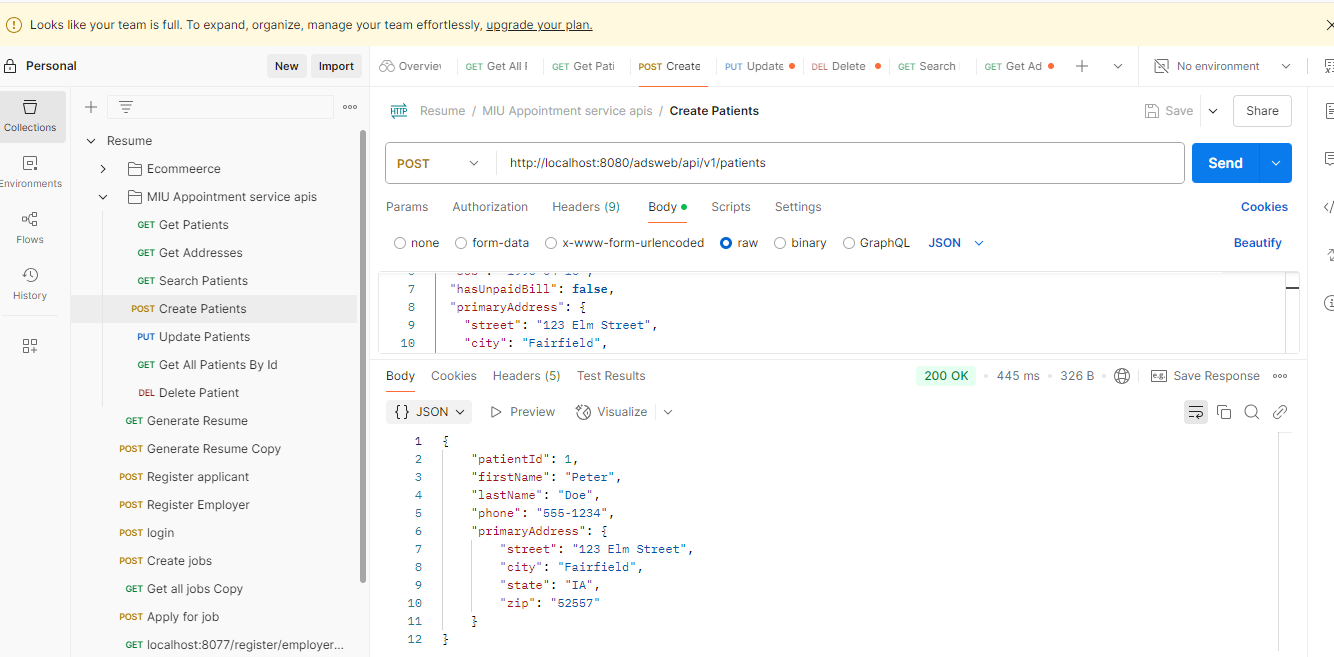 Looks like your team is full. To expand, organize, manage your team effortlessly, upgrade your plan.
Personal
New
Import
Overvie
GET Get All I
GET Get Pati
POST Create
PUT Update
DEL Delete
GET Search
GET Get Ad
No environment
Collections
Environments
Flows
History
Resume
Ecommeerce
MIU Appointment service apis
GET Get Patients
GET Get Addresses
GET Search Patients
POST Create Patients
PUT Update Patients
GET Get All Patients By Id
DEL Delete Patient
GET Generate Resume
POST Generate Resume Copy
POST Register applicant
POST Register Employer
POST login
POST Create jobs
GET Get all jobs Copy
POST Apply for job
GET localhost:8077/register/employer...
HTTP
Resume / MIU Appointment service apis / Create Patients
Save
Share
POST
http://localhost:8080/adsweb/api/v1/patients
Send
Params
Authorization
Headers (9)
Body
Scripts
Settings
Cookies
none
form-data
x-www-form-urlencoded
raw
binary
GraphQL
JSON
Beautify
7 "hasUnpaidBill": false,
8 "primaryAddress": {
9 "street": "123 Elm Street",
10 "city": "Fairfield",
Body
Cookies
Headers (5)
Test Results
200 OK
445 ms
326 B
e.g.
Save Response
{} JSON
Preview
Visualize
1 {
2 "patientId": 1,
3 "firstName": "Peter",
4 "lastName": "Doe",
5 "phone": "555-1234",
6 "primaryAddress": {
7 "street": "123 Elm Street",
8 "city": "Fairfield",
9 "state": "IA",
10 "zip": "52557"
11 }
12 }